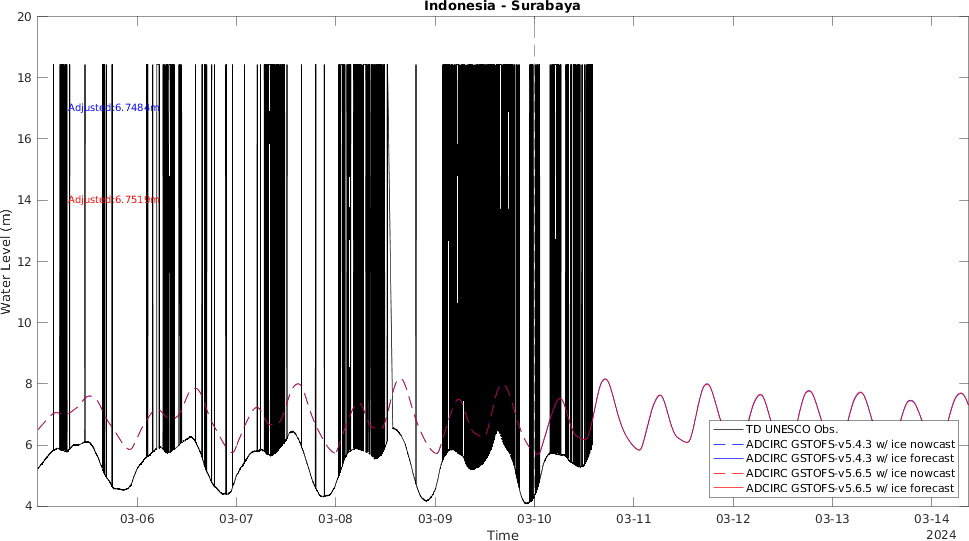 Indonesia - Surabaya
20
18
16
14
12
10
8
6
4
Water Level (m)
Adjusted:6.7484m
Adjusted:6.7519m
TD UNESCO Obs.
ADCIRC GSTOFS-v5.4.3 w/ ice nowcast
ADCIRC GSTOFS-v5.4.3 w/ ice forecast
ADCIRC GSTOFS-v5.6.5 w/ ice nowcast
ADCIRC GSTOFS-v5.6.5 w/ ice forecast
03-06 03-07 03-08 03-09 03-10 03-11 03-12 03-13 03-14
Time
2024